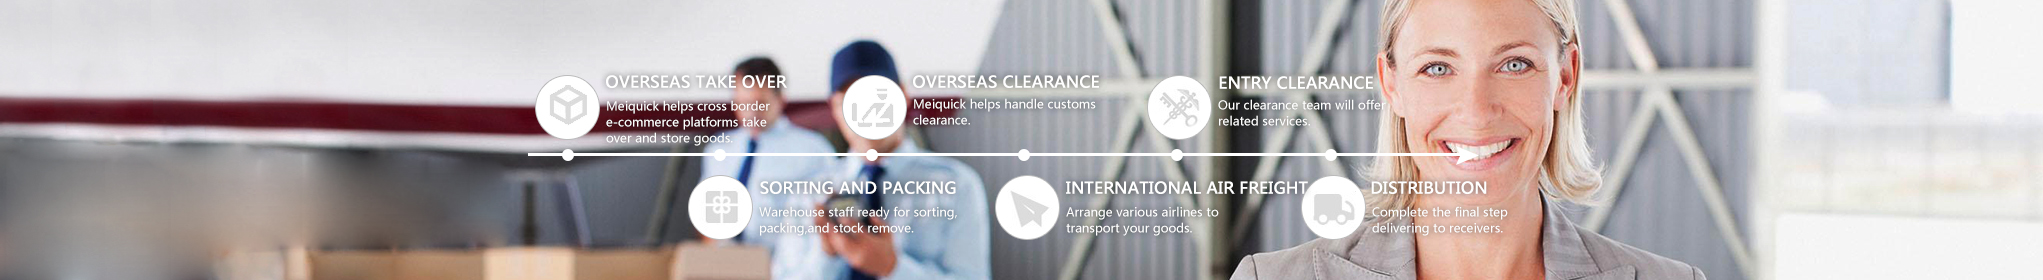 OVERSEAS TAKE OVER
Meiquick helps cross border
e-commerce platforms take
over and store goods.
SORTING AND PACKING
Warehouse staff ready for sorting,
packing,and stock remove.
OVERSEAS CLEARANCE
Meiquick helps handle customs
clearance.
INTERNATIONAL AIR FREIGHT
Arrange various airlines to
transport your goods.
ENTRY CLEARANCE
Our clearance team will offer
related services.
DISTRIBUTION
Complete the final step
delivering to receivers.